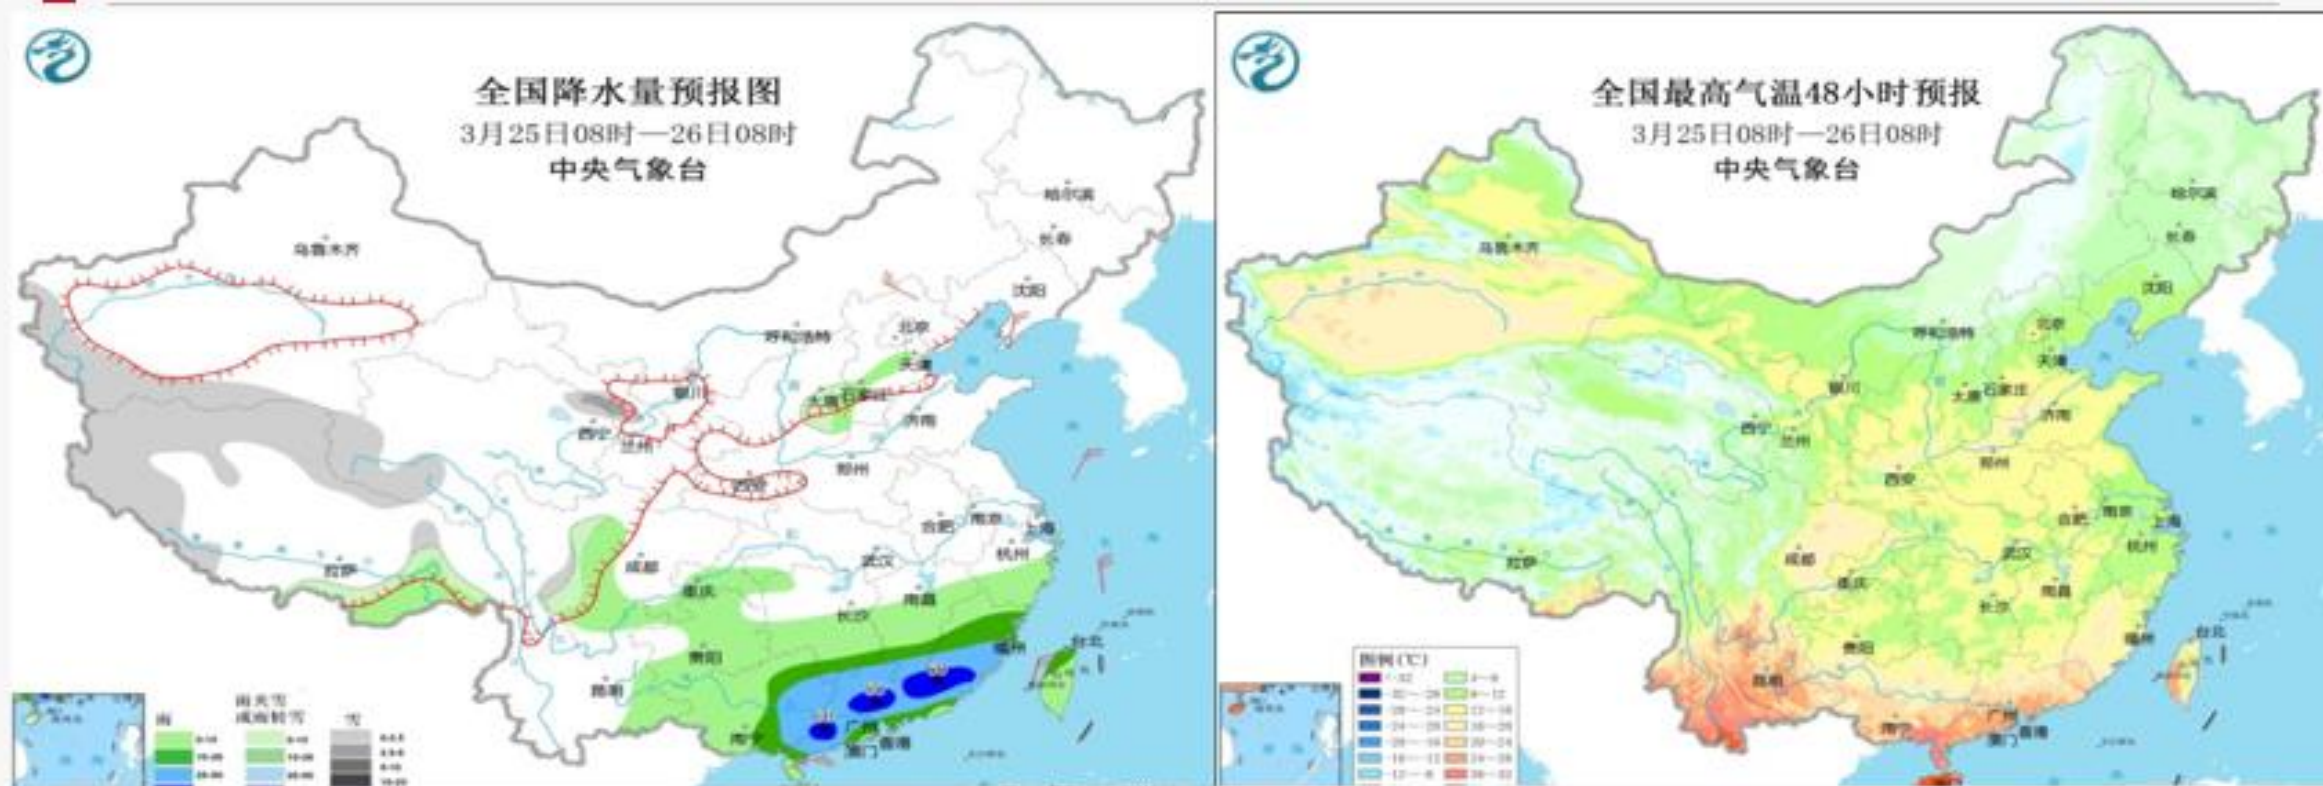 全国降水量预报图
3月25日08时—26日08时
中央气象台
哈尔滨
长春
乌鲁木齐
沈阳
北京
呼和浩特
天津
银川
太原
石家庄
济南
西宁
兰州
郑州
西安
合肥
南京
上海
杭州
成都
武汉
拉萨
重庆
南昌
长沙
福州
台北
贵阳
昆明
广州
南宁
香港
澳门
雨
雨夹雪
或雨转雪
雪
全国最高气温48小时预报
3月25日08时—26日08时
中央气象台
哈尔滨
长春
乌鲁木齐
沈阳
北京
呼和浩特
天津
银川
太原
石家庄
济南
西宁
兰州
郑州
西安
合肥
南京
上海
杭州
成都
武汉
拉萨
重庆
南昌
长沙
福州
台北
贵阳
昆明
广州
南宁
香港
澳门
图例(℃)